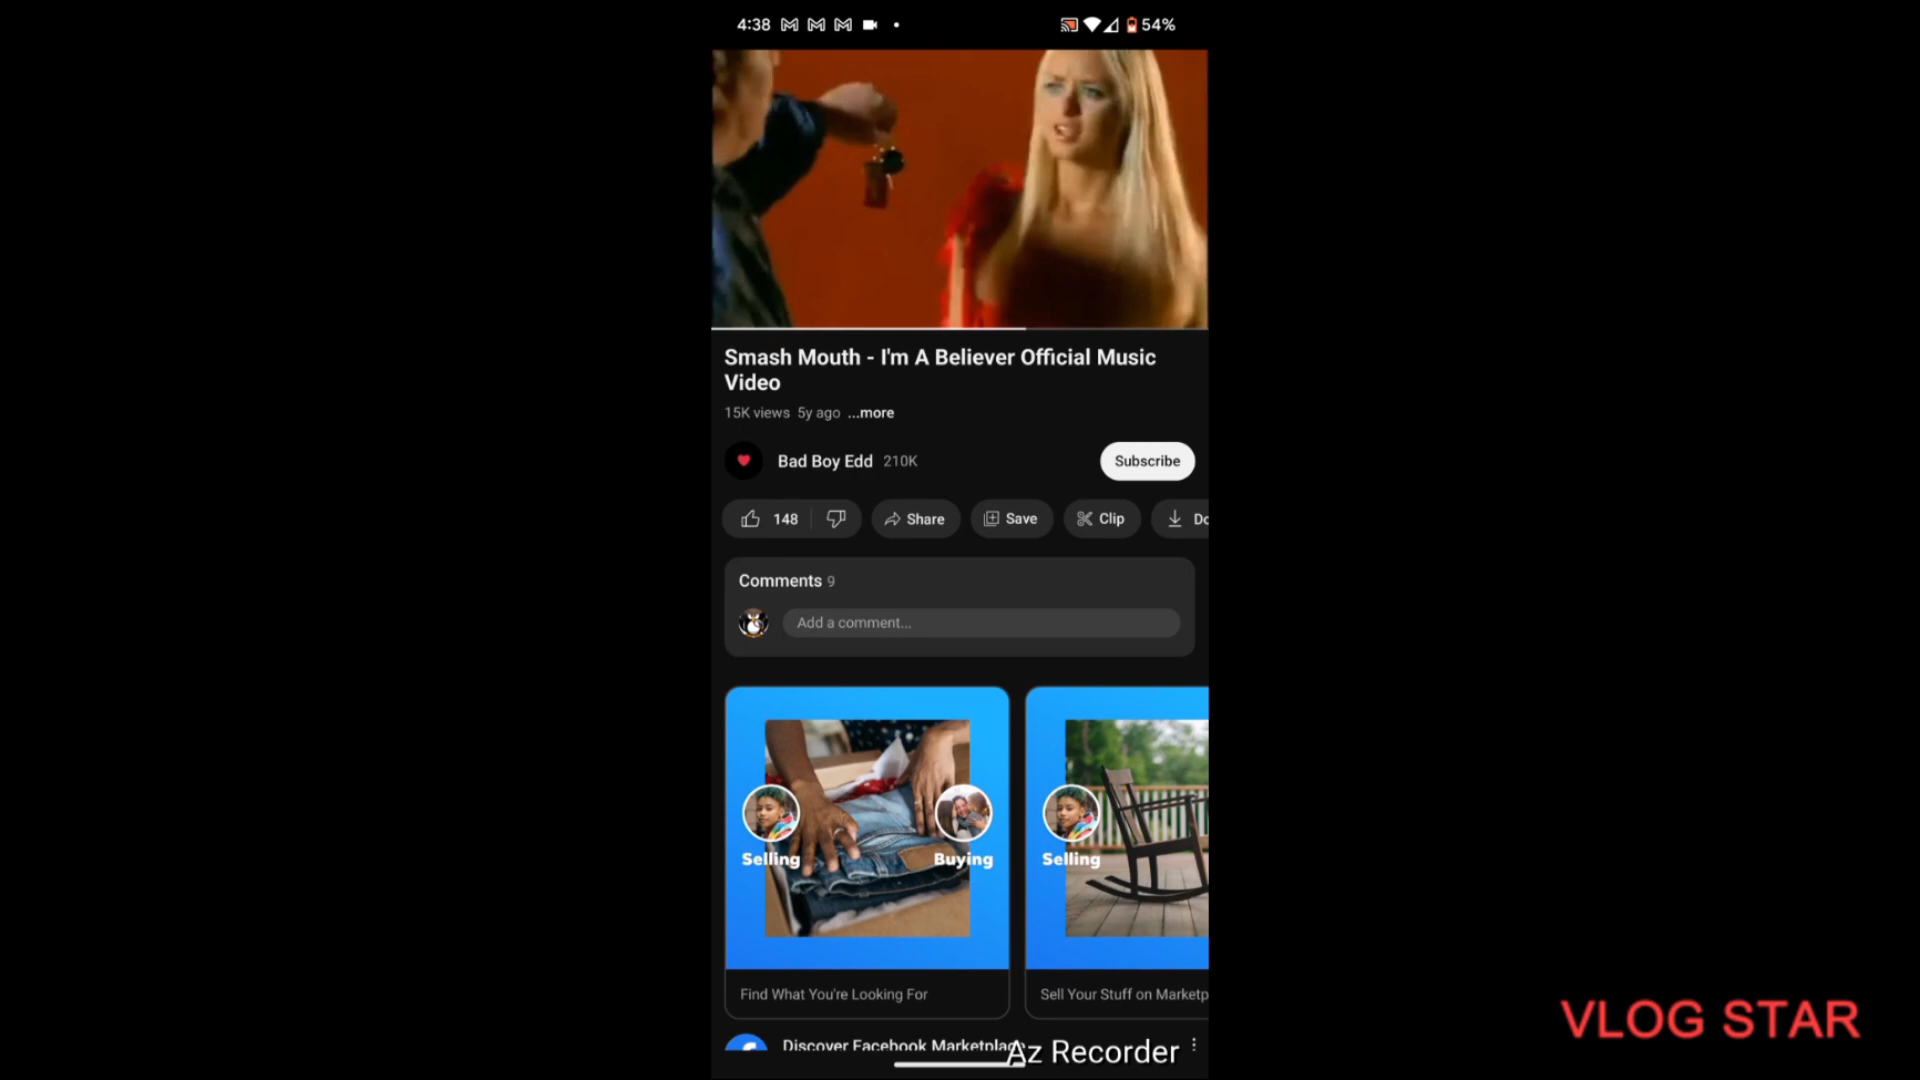 4:38
54%
Smash Mouth - I'm A Believer Official Music
Video
15K views 5y ago ...more
Bad Boy Edd 210K
Subscribe
148
Share
Save
Clip
Do
Comments 9
Add a comment...
Selling
Buying
Selling
Find What You're Looking For
Sell Your Stuff on Marketp
Discover Facebook Marketplace
Az Recorder
VLOG STAR